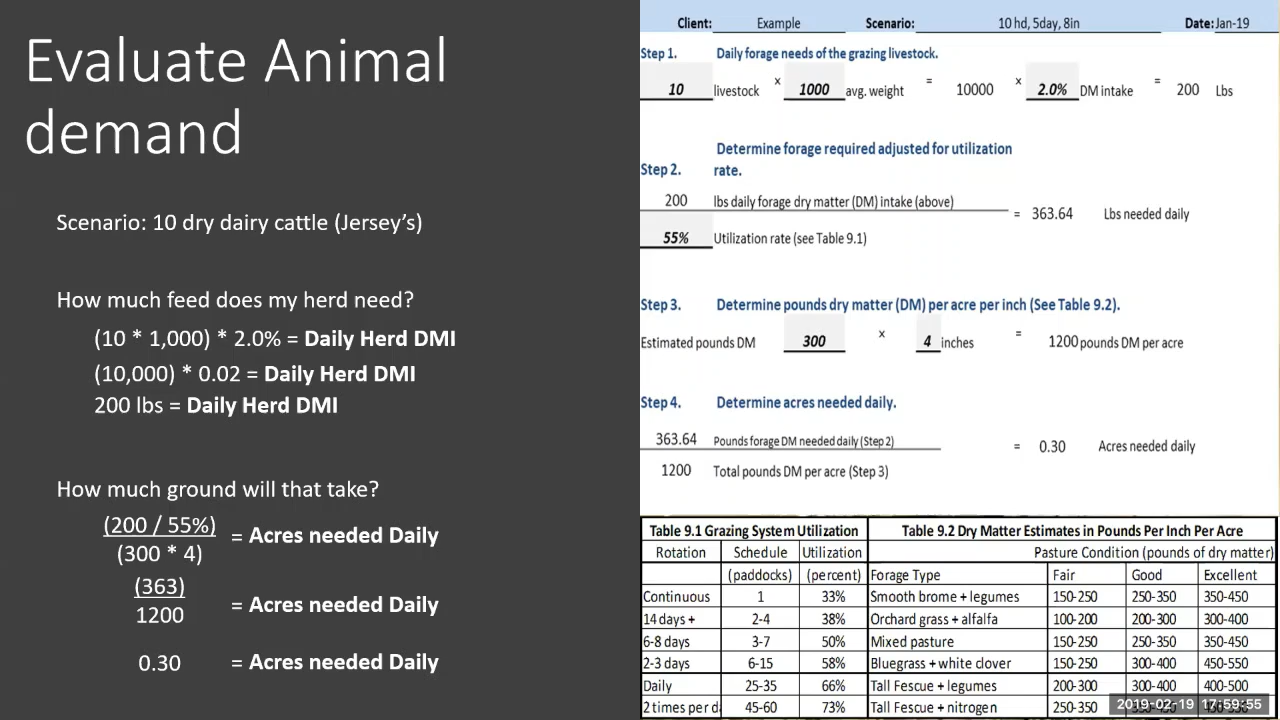 Evaluate Animal
demand
Scenario: 10 dry dairy cattle (Jersey's)
How much feed does my herd need?
(10 * 1,000) * 2.0% = Daily Herd DMI
(10,000) * 0.02 = Daily Herd DMI
200 lbs = Daily Herd DMI
How much ground will that take?
(200 / 55%)
(300 * 4)
= Acres needed Daily
(363)
1200
= Acres needed Daily
0.30 = Acres needed Daily
Client: Example Scenario: 10 hd, 5day, 8in Date: Jan-19
Step 1. Daily forage needs of the grazing livestock.
10 livestock x 1000 avg. weight = 10000 x 2.0% DM intake = 200 Lbs
Determine forage required adjusted for utilization
Step 2. rate.
200 lbs daily forage dry matter (DM) intake (above)
= 363.64 Lbs needed daily
55% Utilization rate (see Table 9.1)
Step 3. Determine pounds dry matter (DM) per acre per inch (See Table 9.2).
Estimated pounds DM 300 x 4 inches = 1200 pounds DM per acre
Step 4. Determine acres needed daily.
363.64 Pounds forage DM needed daily (Step 2)
= 0.30 Acres needed daily
1200 Total pounds DM per acre (Step 3)
Table 9.1 Grazing System Utilization Table 9.2 Dry Matter Estimates in Pounds Per Inch Per Acre
Rotation Schedule Utilization Pasture Condition (pounds of dry matter)
(paddocks) (percent) Forage Type Fair Good Excellent
Continuous 1 33% Smooth brome + legumes 150-250 250-350 350-450
14 days + 2-4 38% Orchard grass + alfalfa 100-200 200-300 300-400
6-8 days 3-7 50% Mixed pasture 150-250 250-350 350-450
2-3 days 6-15 58% Bluegrass + white clover 150-250 300-400 450-550
Daily 25-35 66% Tall Fescue + legumes 200-300 300-400 400-500
2 times per d 45-60 73% Tall Fescue + nitrogen 250-350
2019-02-19 17:59:55